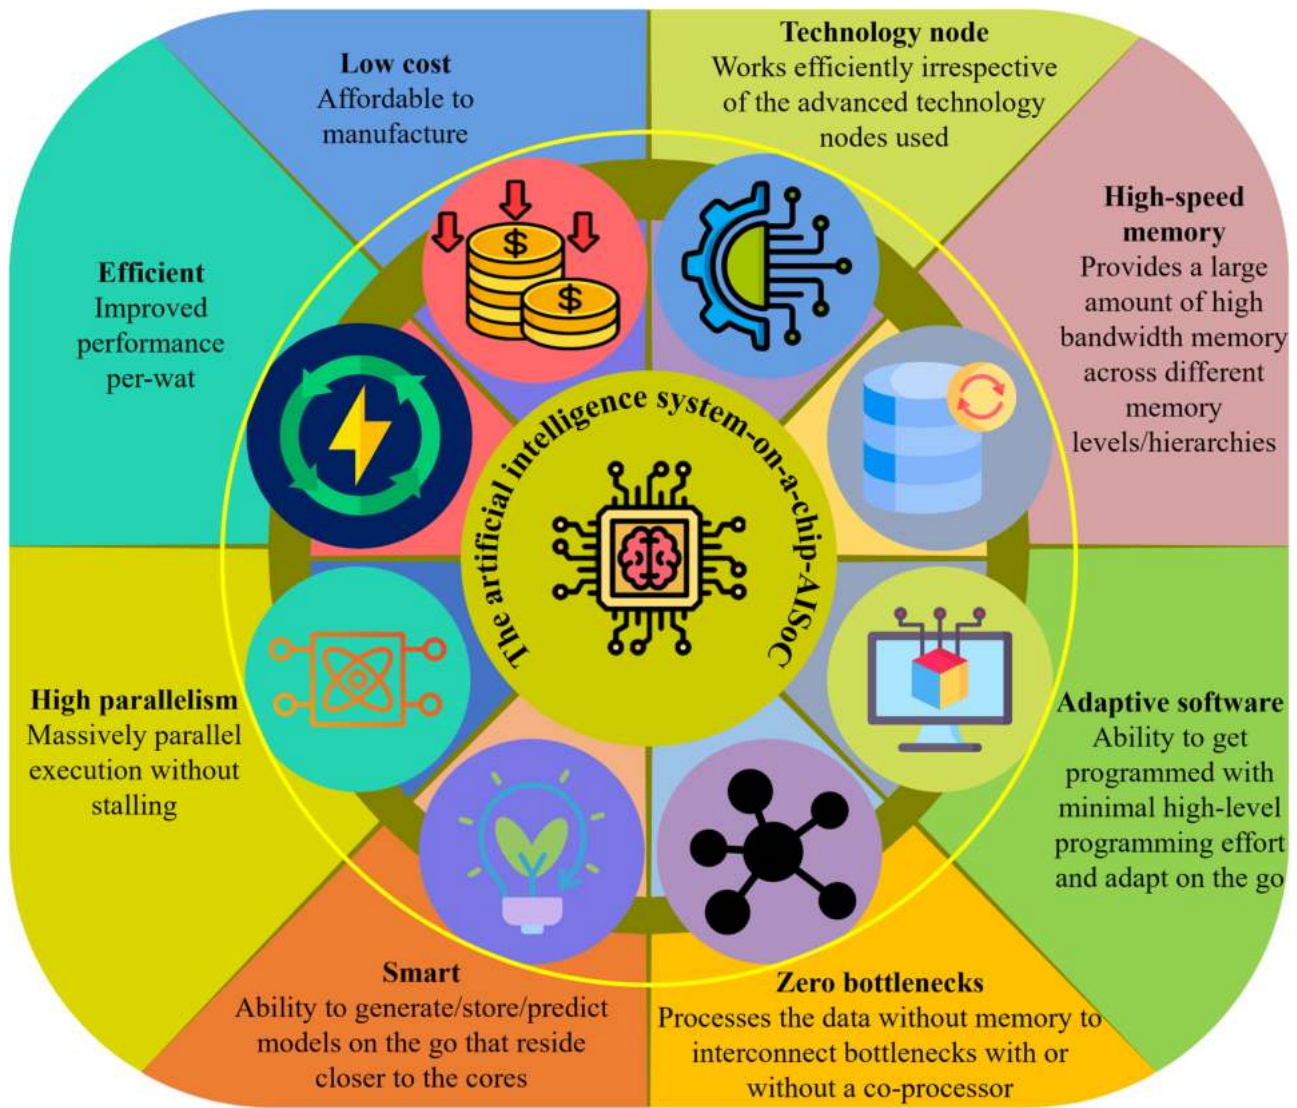 Low cost
Affordable to
manufacture
Technology node
Works efficiently irrespective
of the advanced technology
nodes used
High-speed
memory
Provides a large
amount of high
bandwidth memory
across different
memory
levels/hierarchies
Adaptive software
Ability to get
programmed with
minimal high-level
programming effort
and adapt on the go
Zero bottlenecks
Processes the data without memory to
interconnect bottlenecks with or
without a co-processor
Smart
Ability to generate/store/predict
models on the go that reside
closer to the cores
High parallelism
Massively parallel
execution without
stalling
Efficient
Improved
performance
per-wat
$
$
The artificial intelligence system-on-a-chip-AISoC